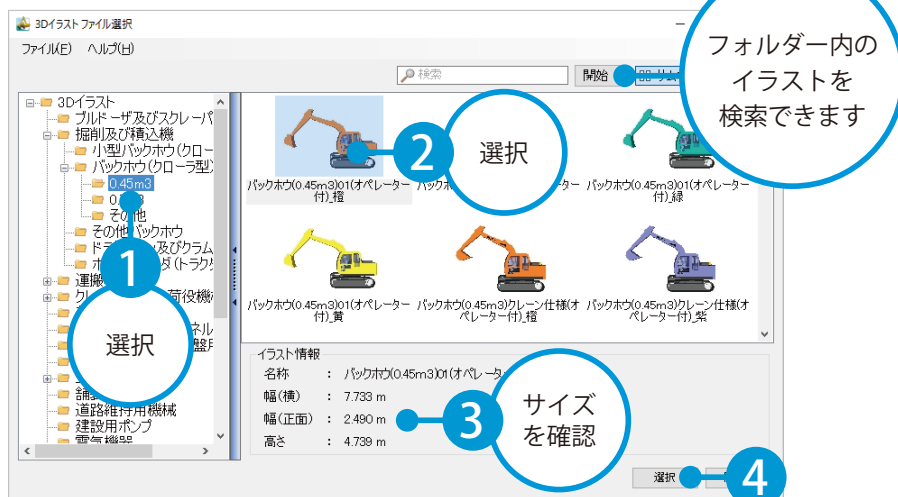 3Dイラスト ファイル選択
ファイル(F) ヘルプ(H)
検索
開始
フォルダー内の
イラストを
検索できます
3Dイラスト
ブルドーザ及びスクレーパ
掘削及び積込機
小型バックホウ(クロー
バックホウ(クローラ型)
0.45m3
その他
その他バックホウ
運搬
荷役機
舗
道路維持用機械
建設用ポンプ
電気機器
1
選択
バックホウ(0.45m3)01(オペレーター
付)_橙
2
選択
バックホウ(0.45m3)01(オペレーター
付)_緑
バックホウ(0.45m3)01(オペレーター
付)_黄
バックホウ(0.45m3)クレーン仕様(オ
ペレーター付)_橙
バックホウ(0.45m3)クレーン仕様(オ
ペレーター付)_紫
イラスト情報
名称 : バックホウ(0.45m3)01(オペレーター
幅(横) : 7.733 m
幅(正面) : 2.490 m
高さ : 4.739 m
3
サイズ
を確認
選択
4